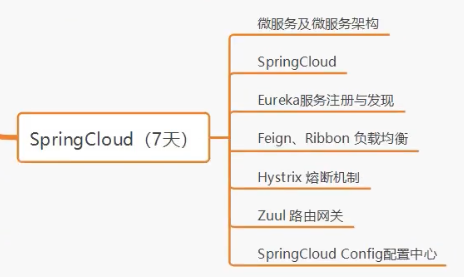 微服务及微服务架构
SpringCloud
Eureka服务注册与发现
SpringCloud（7天）
Feign、Ribbon 负载均衡
Hystrix 熔断机制
Zuul 路由网关
SpringCloud Config配置中心